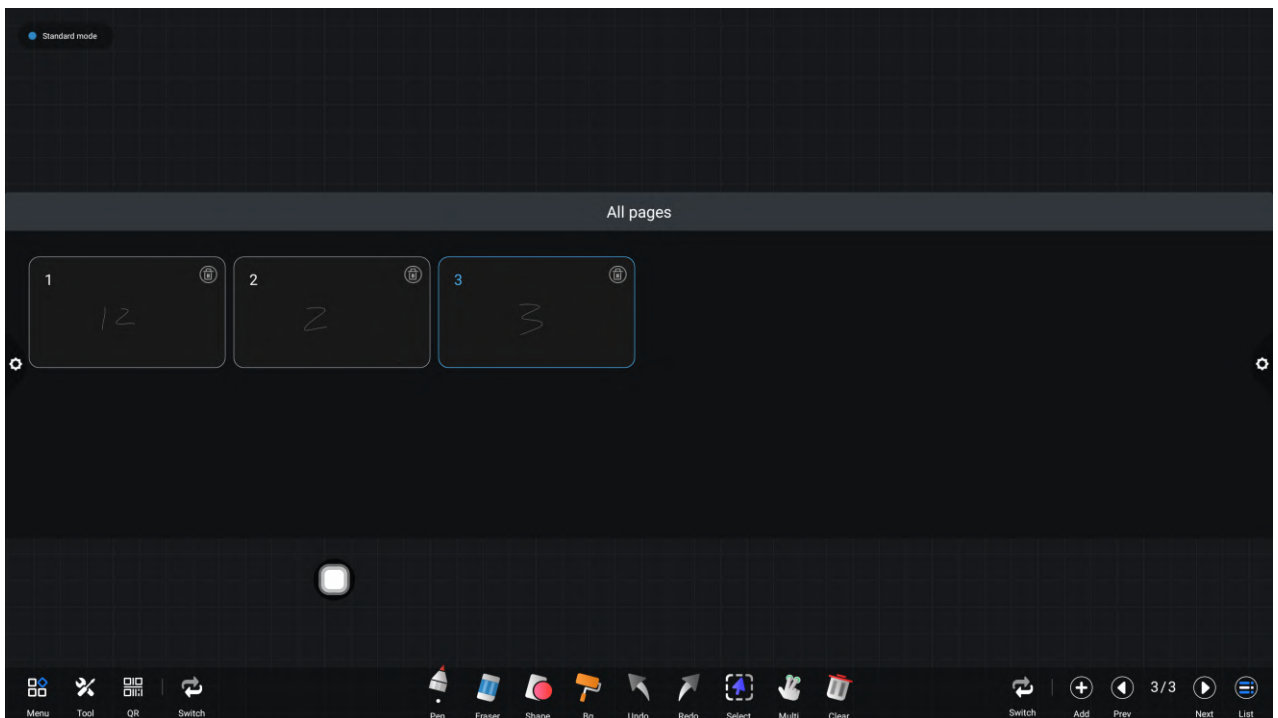 Standard mode
All pages
1
2
3
12
2
3
Menu
Tool
QR
Switch
Pen
Eraser
Shape
Bg
Undo
Redo
Select
Multi
Clear
Switch
Add
Prev
3/3
Next
List